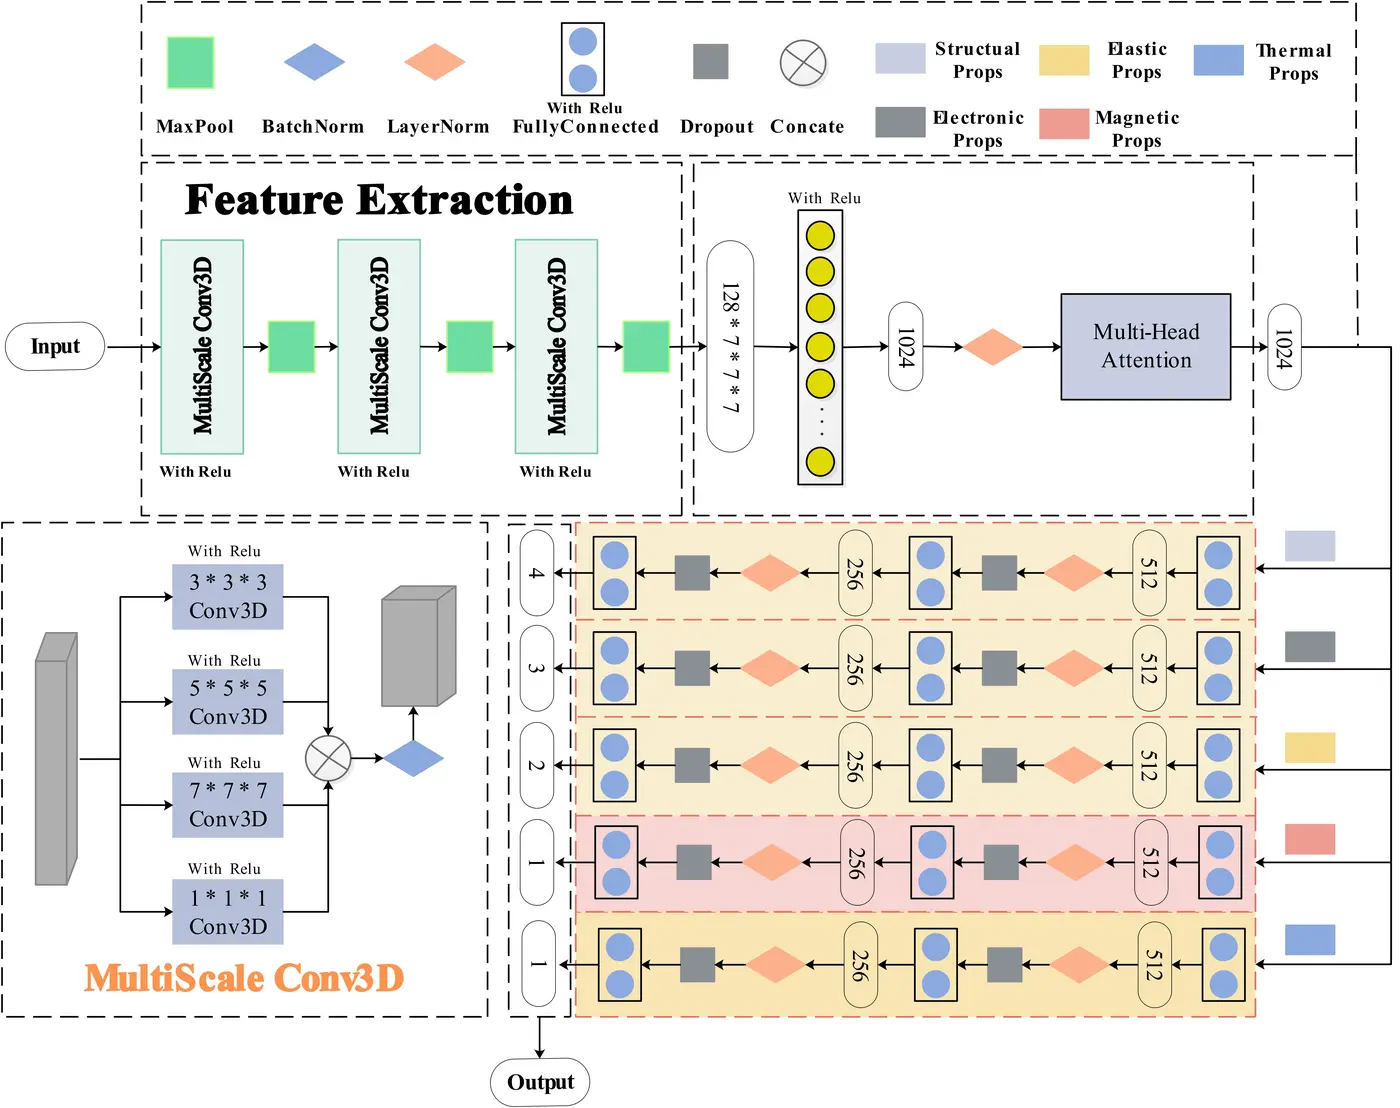 With Relu
MaxPool
BatchNorm
LayerNorm
FullyConnected
Dropout
Concate
Structual
Props
Elastic
Props
Thermal
Props
Electronic
Props
Magnetic
Props
Feature Extraction
Input
MultiScale Conv3D
With Relu
MultiScale Conv3D
With Relu
MultiScale Conv3D
With Relu
128 * 7 * 7 * 7
With Relu
1024
Multi-Head
Attention
1024
With Relu
3 * 3 * 3
Conv3D
With Relu
5 * 5 * 5
Conv3D
With Relu
7 * 7 * 7
Conv3D
With Relu
1 * 1 * 1
Conv3D
MultiScale Conv3D
4
256
512
3
256
512
2
256
512
1
256
512
1
256
512
Output